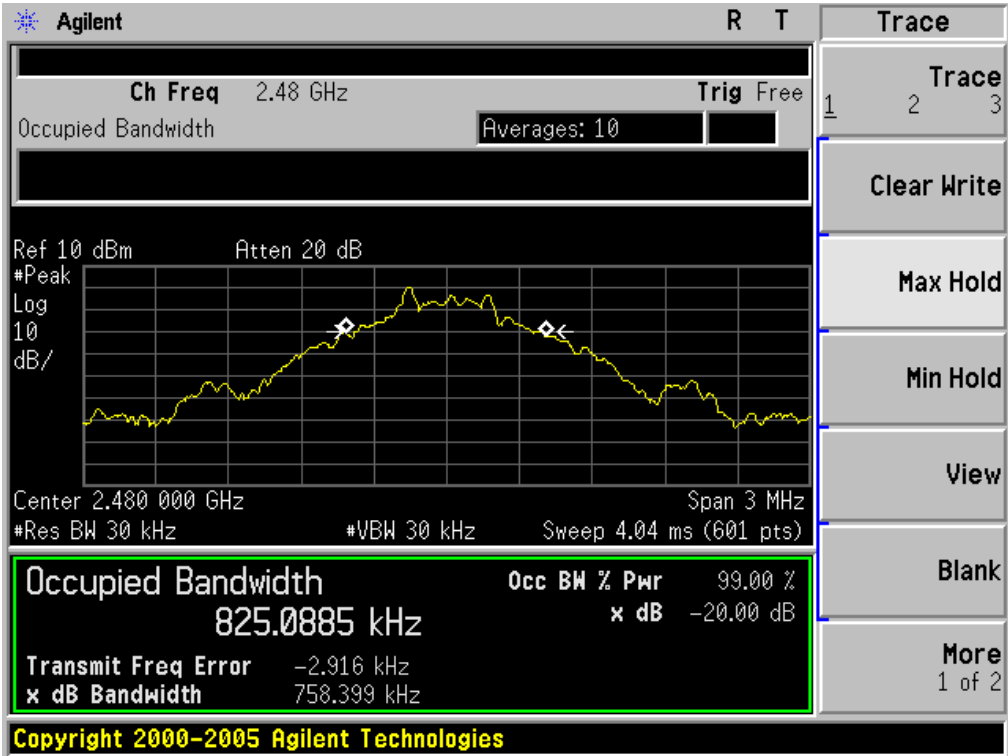 Agilent R T Trace
Ch Freq 2.48 GHz Trig Free
Occupied Bandwidth Averages: 10
Ref 10 dBm Atten 20 dB
#Peak
Log
10
dB/
Center 2.480 000 GHz Span 3 MHz
#Res BW 30 kHz #VBW 30 kHz Sweep 4.04 ms (601 pts)
Occupied Bandwidth Occ BW % Pwr 99.00 %
825.0885 kHz x dB -20.00 dB
Transmit Freq Error -2.916 kHz
x dB Bandwidth 758.399 kHz
Copyright 2000-2005 Agilent Technologies
Trace
1 2 3
Clear Write
Max Hold
Min Hold
View
Blank
More
1 of 2